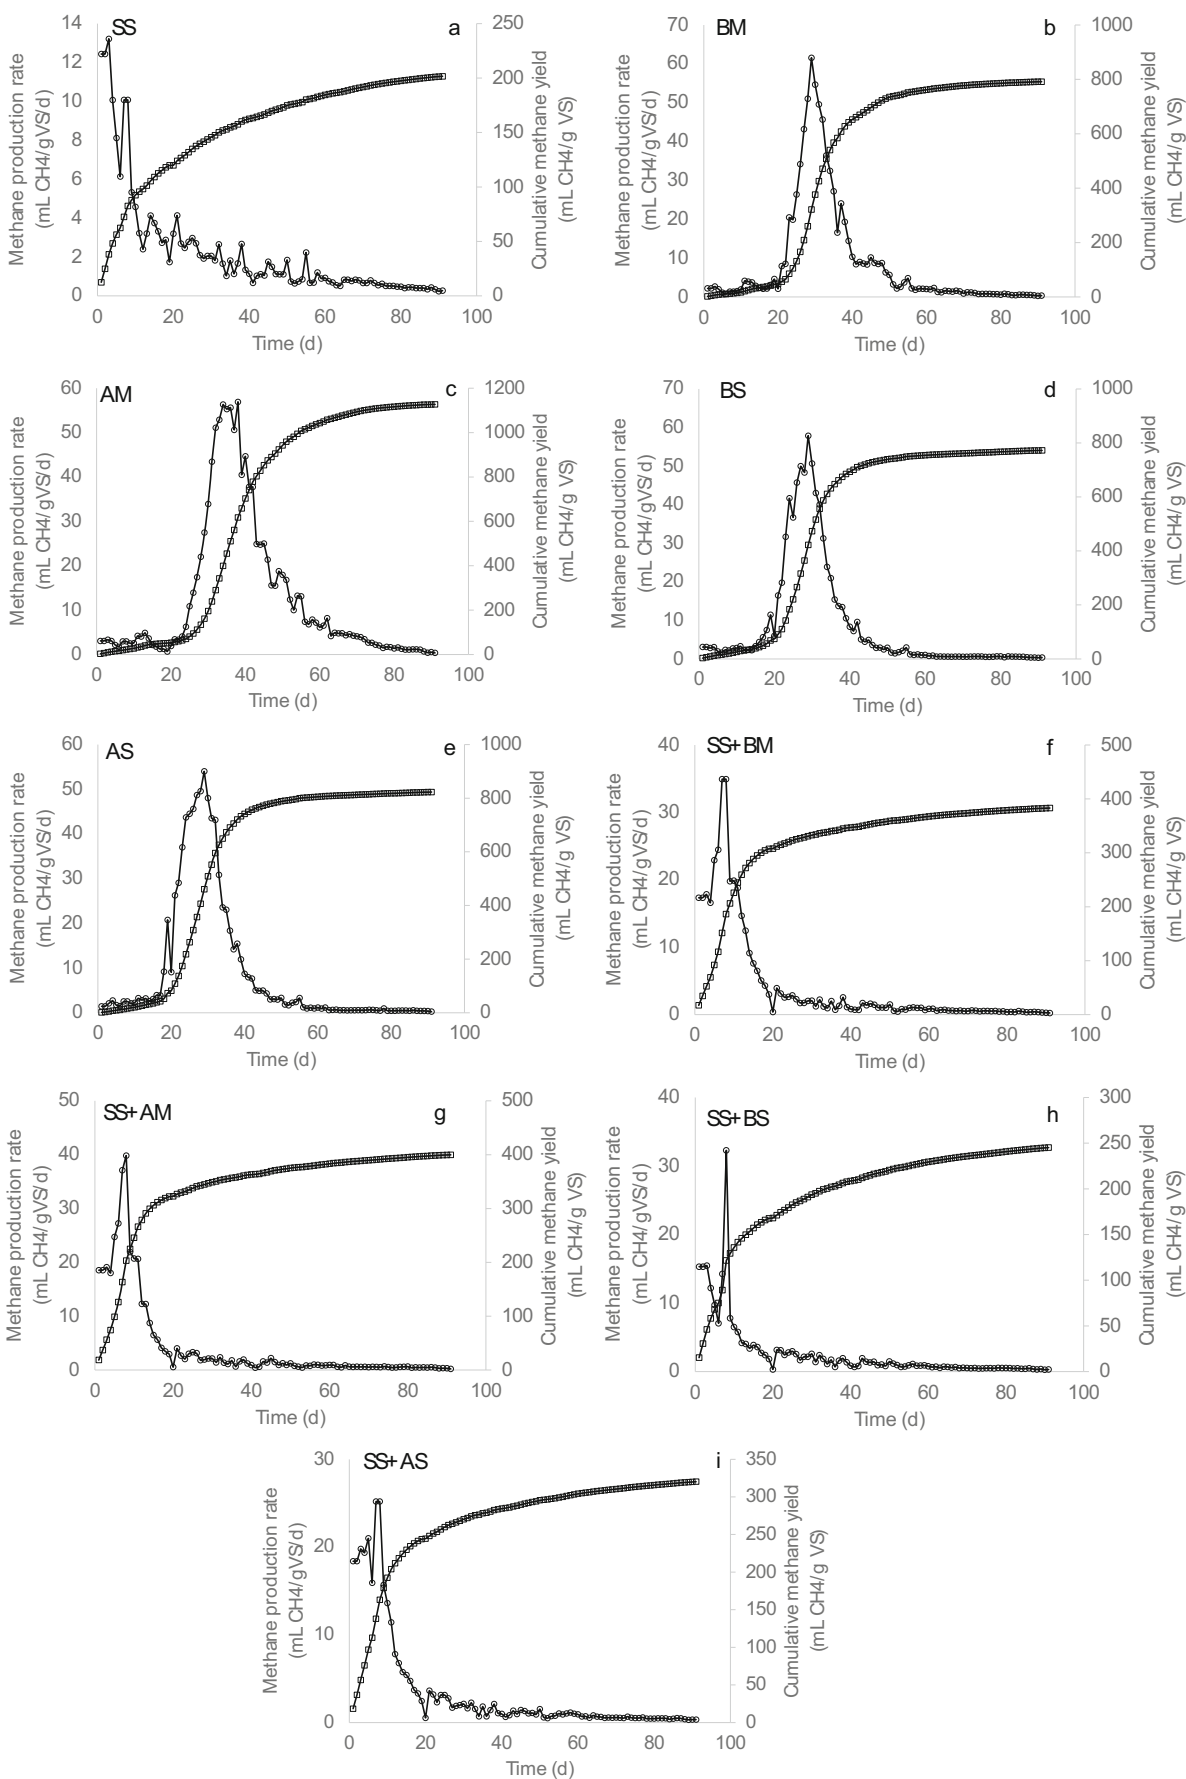 SS
a
Methane production rate
(mL CH4/gVS/d)
14
12
10
8
6
4
2
0
250
200
150
100
50
0
Cumulative methane yield
(mL CH4/g VS)
0 20 40 60 80 100
Time (d)
BM
b
Methane production rate
(mL CH4/gVS/d)
70
60
50
40
30
20
10
0
1000
800
600
400
200
0
Cumulative methane yield
(mL CH4/g VS)
0 20 40 60 80 100
Time (d)
AM
c
Methane production rate
(mL CH4/gVS/d)
60
50
40
30
20
10
0
1200
1000
800
600
400
200
0
Cumulative methane yield
(mL CH4/g VS)
0 20 40 60 80 100
Time (d)
BS
d
Methane production rate
(mL CH4/gVS/d)
70
60
50
40
30
20
10
0
1000
800
600
400
200
0
Cumulative methane yield
(mL CH4/g VS)
0 20 40 60 80 100
Time (d)
AS
e
Methane production rate
(mL CH4/gVS/d)
60
50
40
30
20
10
0
1000
800
600
400
200
0
Cumulative methane yield
(mL CH4/g VS)
0 20 40 60 80 100
Time (d)
SS+BM
f
Methane production rate
(mL CH4/gVS/d)
40
30
20
10
0
500
400
300
200
100
0
Cumulative methane yield
(mL CH4/g VS)
0 20 40 60 80 100
Time (d)
SS+AM
g
Methane production rate
(mL CH4/gVS/d)
50
40
30
20
10
0
500
400
300
200
100
0
Cumulative methane yield
(mL CH4/g VS)
0 20 40 60 80 100
Time (d)
SS+BS
h
Methane production rate
(mL CH4/gVS/d)
40
30
20
10
0
300
250
200
150
100
50
0
Cumulative methane yield
(mL CH4/g VS)
0 20 40 60 80 100
Time (d)
SS+AS
i
Methane production rate
(mL CH4/gVS/d)
30
20
10
0
350
300
250
200
150
100
50
0
Cumulative methane yield
(mL CH4/g VS)
0 20 40 60 80 100
Time (d)